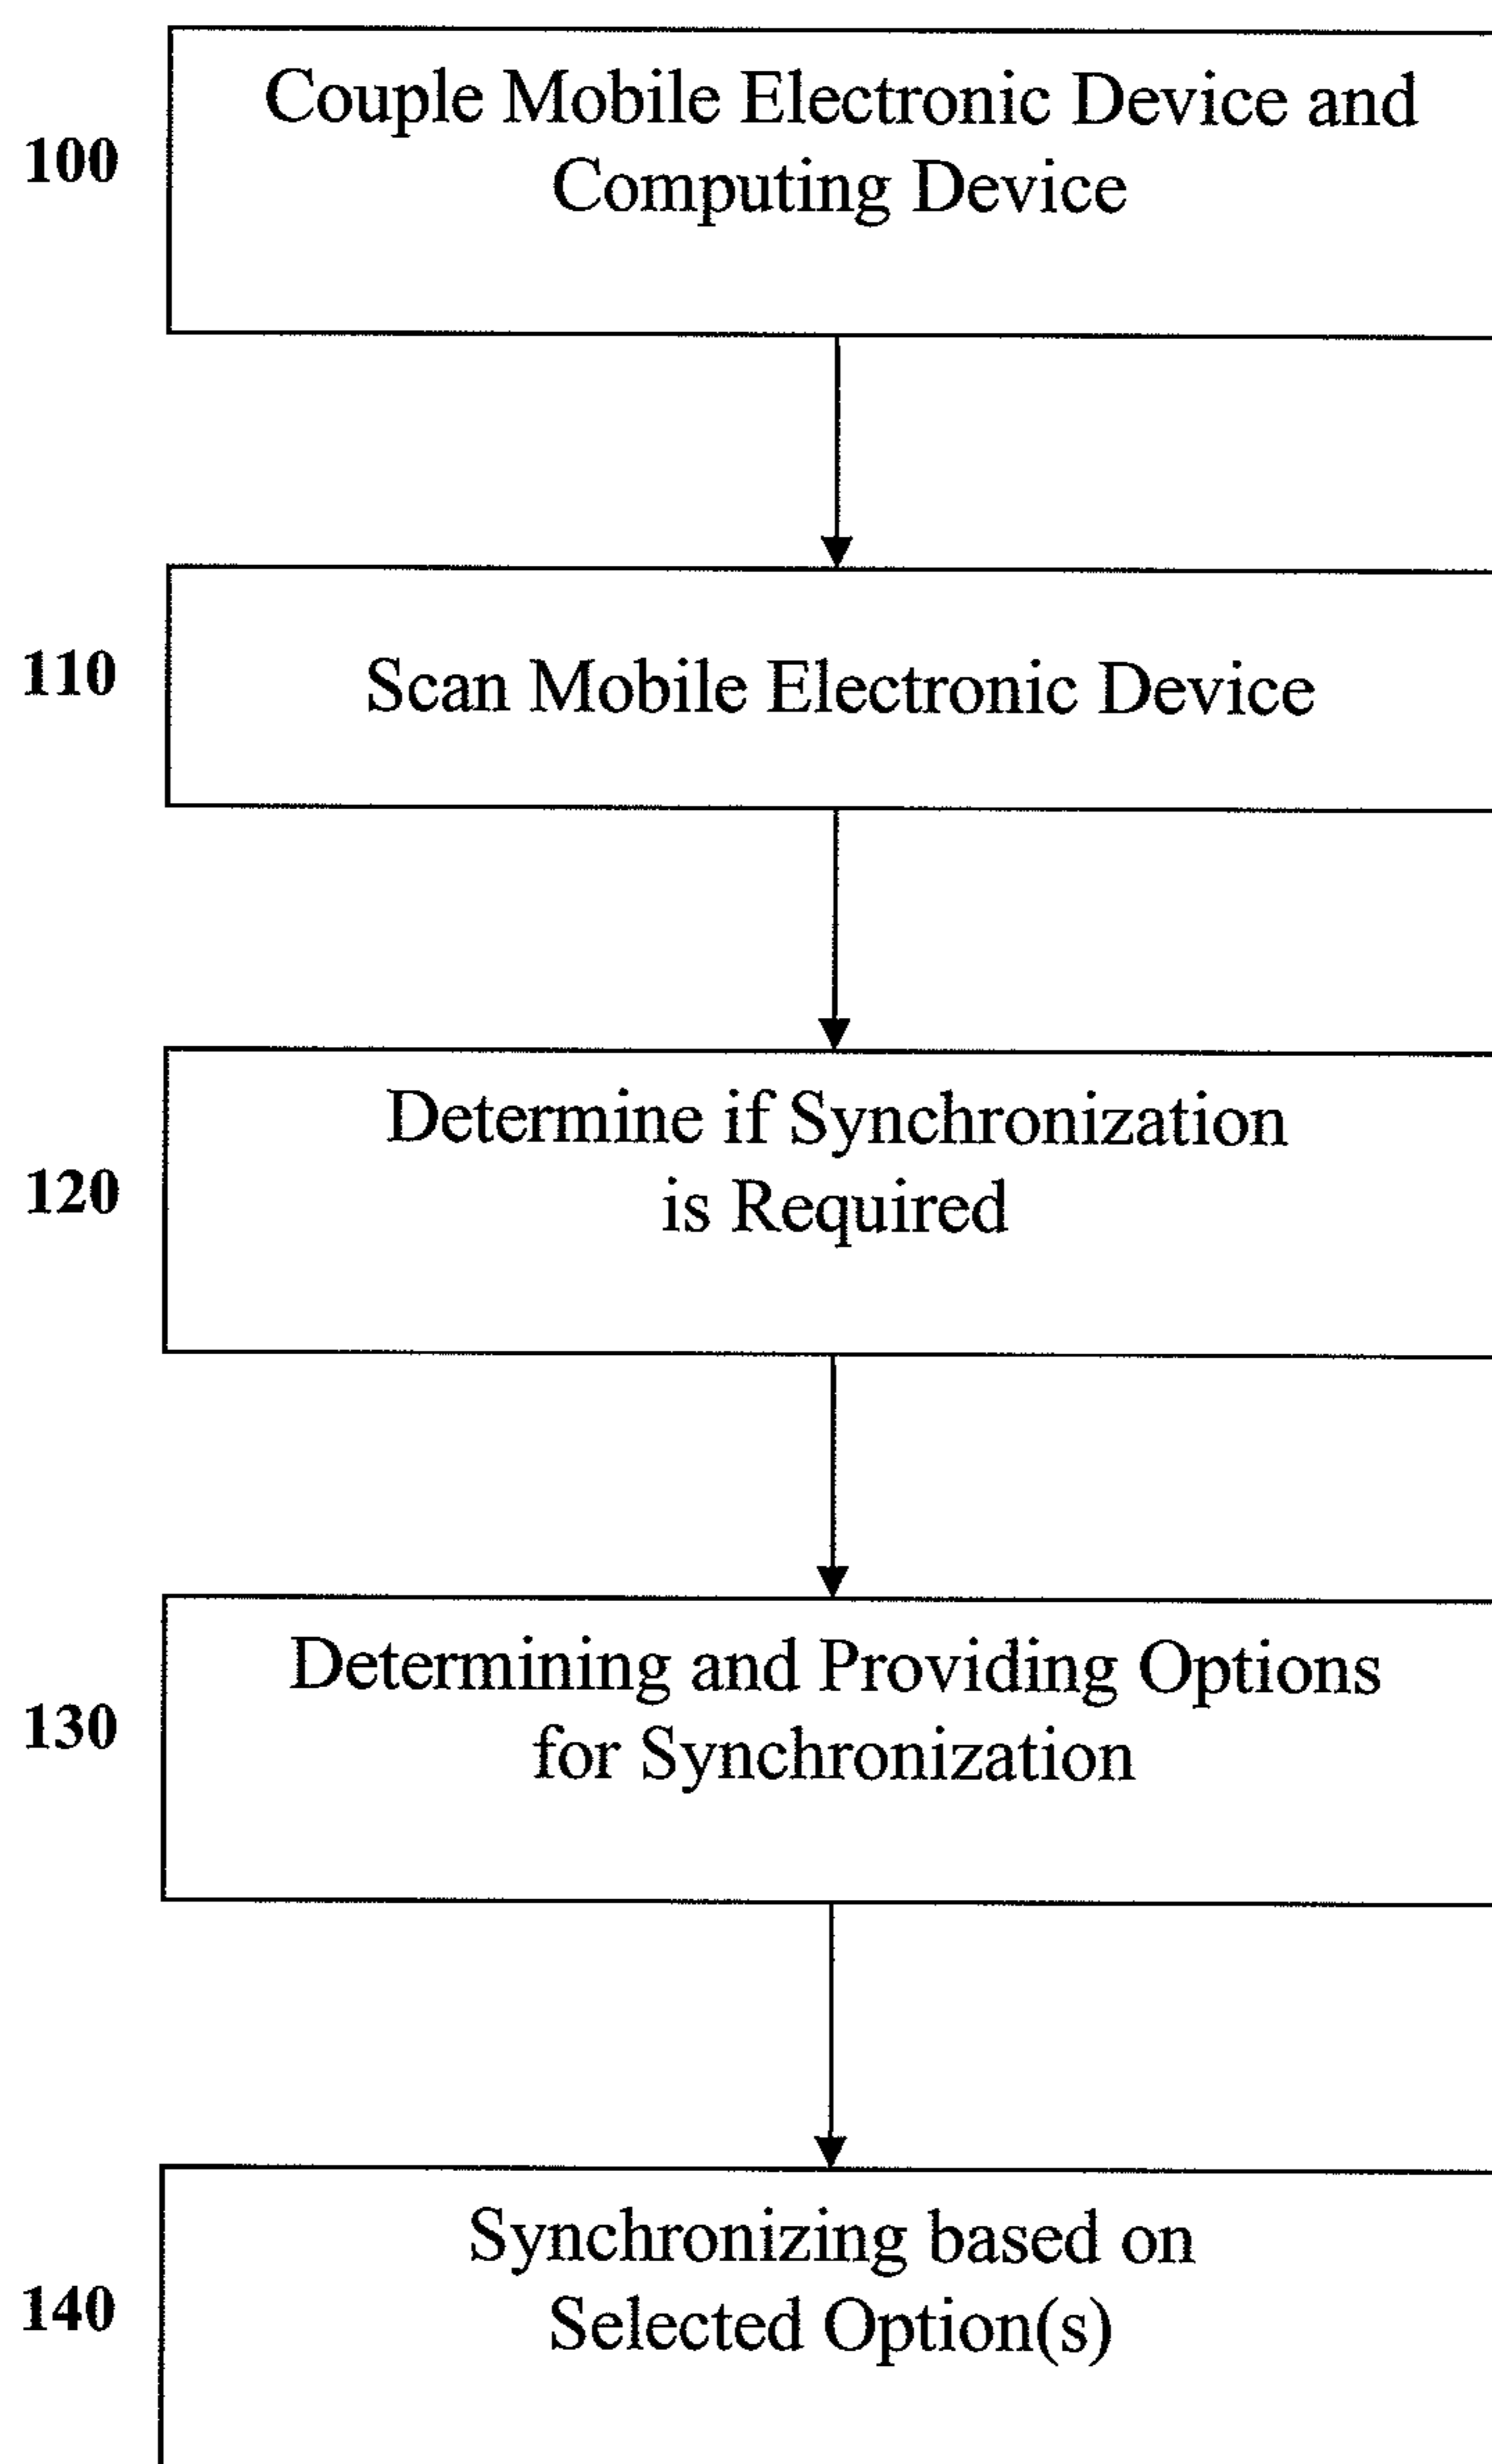 Couple Mobile Electronic Device and
Computing Device
100
Scan Mobile Electronic Device
110
Determine if Synchronization
is Required
120
Determining and Providing Options
for Synchronization
130
Synchronizing based on
Selected Option(s)
140